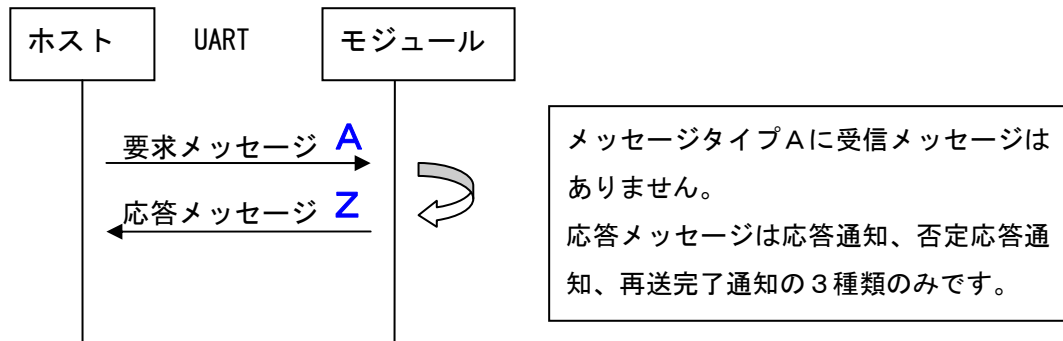 ホスト
UART
モジュール
要求メッセージ A
応答メッセージ Z
メッセージタイプAに受信メッセージは
ありません。
応答メッセージは応答通知、否定応答通
知、再送完了通知の3種類のみです。